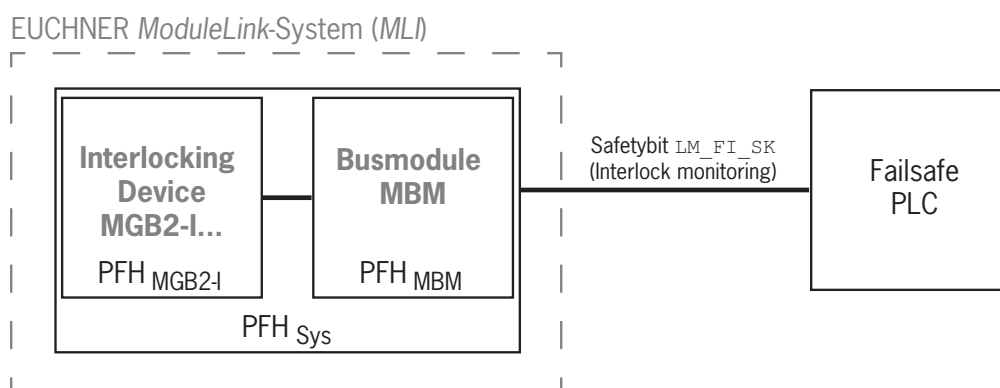 EUCHNER ModuleLink-System (MLI)
Interlocking
Device
MGB2-I...
PFH MGB2-I
Busmodule
MBM
PFH MBM
PFH Sys
Safetybit LM_FI_SK
(Interlock monitoring)
Failsafe
PLC